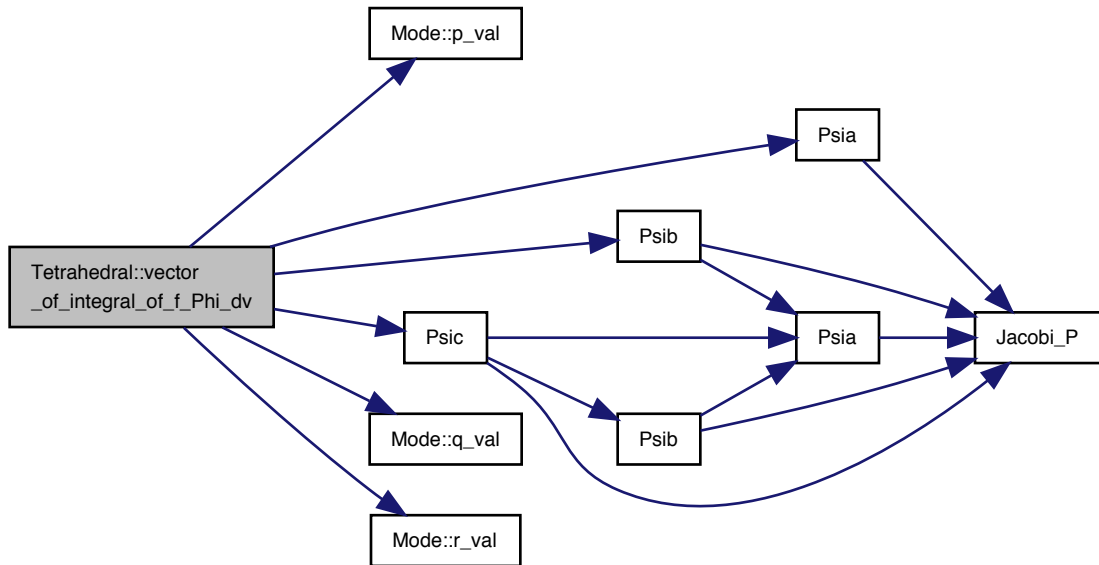 Mode::p_val
Psia
Psib
Tetrahedral::vector
_of_integral_of_f_Phi_dv
Psic
Psia
Jacobi_P
Mode::q_val
Psib
Mode::r_val